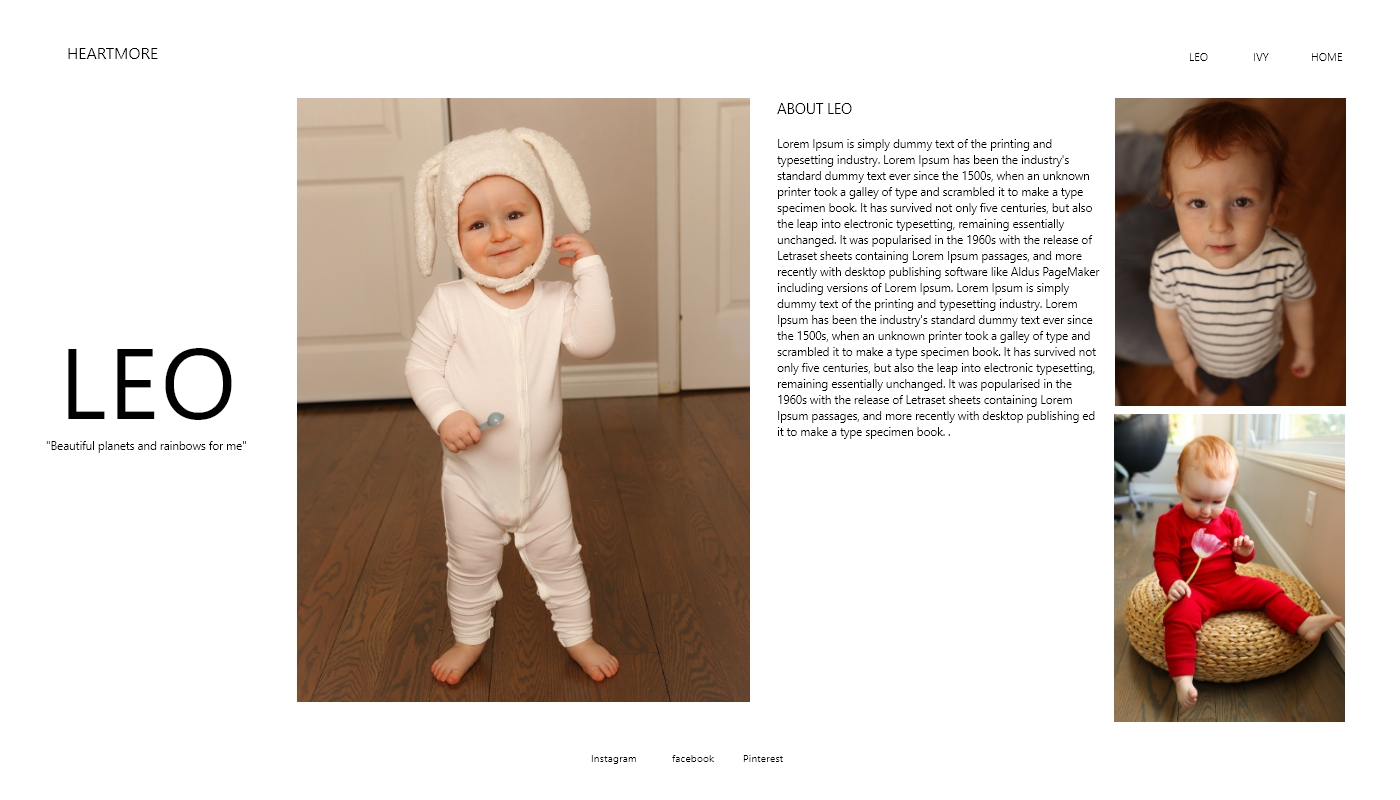 HEARTMORE
LEO
IVY
HOME
LEO
"Beautiful planets and rainbows for me"
ABOUT LEO
Lorem Ipsum is simply dummy text of the printing and
typesetting industry. Lorem Ipsum has been the industry's
standard dummy text ever since the 1500s, when an unknown
printer took a galley of type and scrambled it to make a type
specimen book. It has survived not only five centuries, but also
the leap into electronic typesetting, remaining essentially
unchanged. It was popularised in the 1960s with the release of
Letraset sheets containing Lorem Ipsum passages, and more
recently with desktop publishing software like Aldus PageMaker
including versions of Lorem Ipsum. Lorem Ipsum is simply
dummy text of the printing and typesetting industry. Lorem
Ipsum has been the industry's standard dummy text ever since
the 1500s, when an unknown printer took a galley of type and
scrambled it to make a type specimen book. It has survived not
only five centuries, but also the leap into electronic typesetting,
remaining essentially unchanged. It was popularised in the
1960s with the release of Letraset sheets containing Lorem
Ipsum passages, and more recently with desktop publishing ed
it to make a type specimen book. .
Instagram
facebook
Pinterest